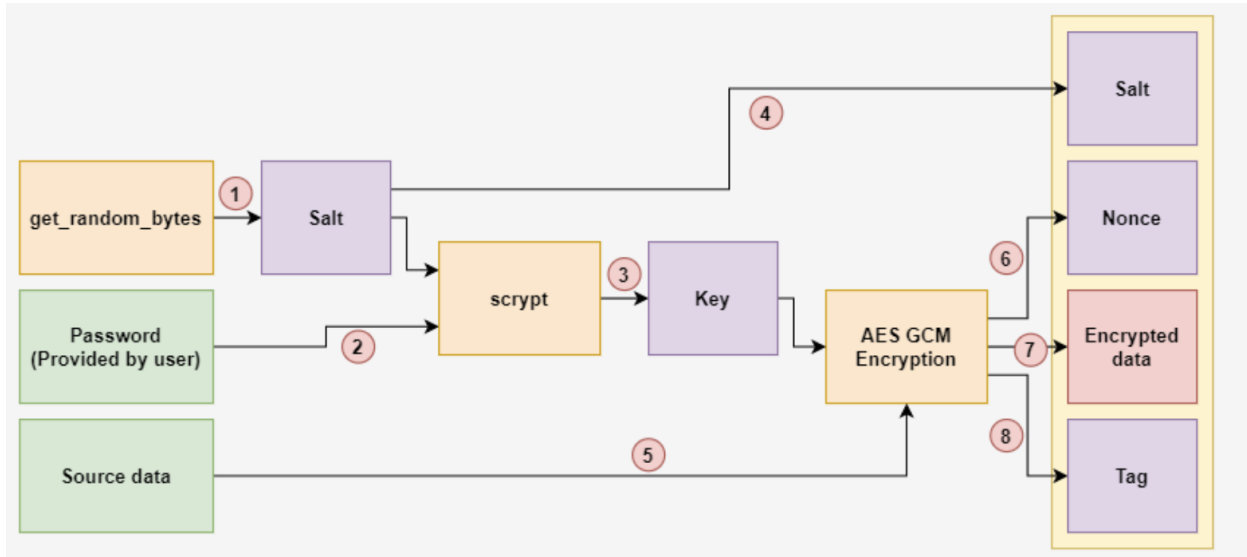 Salt
4
1
get_random_bytes
Salt
Nonce
6
3
scrypt
Key
Password
(Provided by user)
2
AES GCM
Encryption
7
Encrypted
data
8
5
Source data
Tag